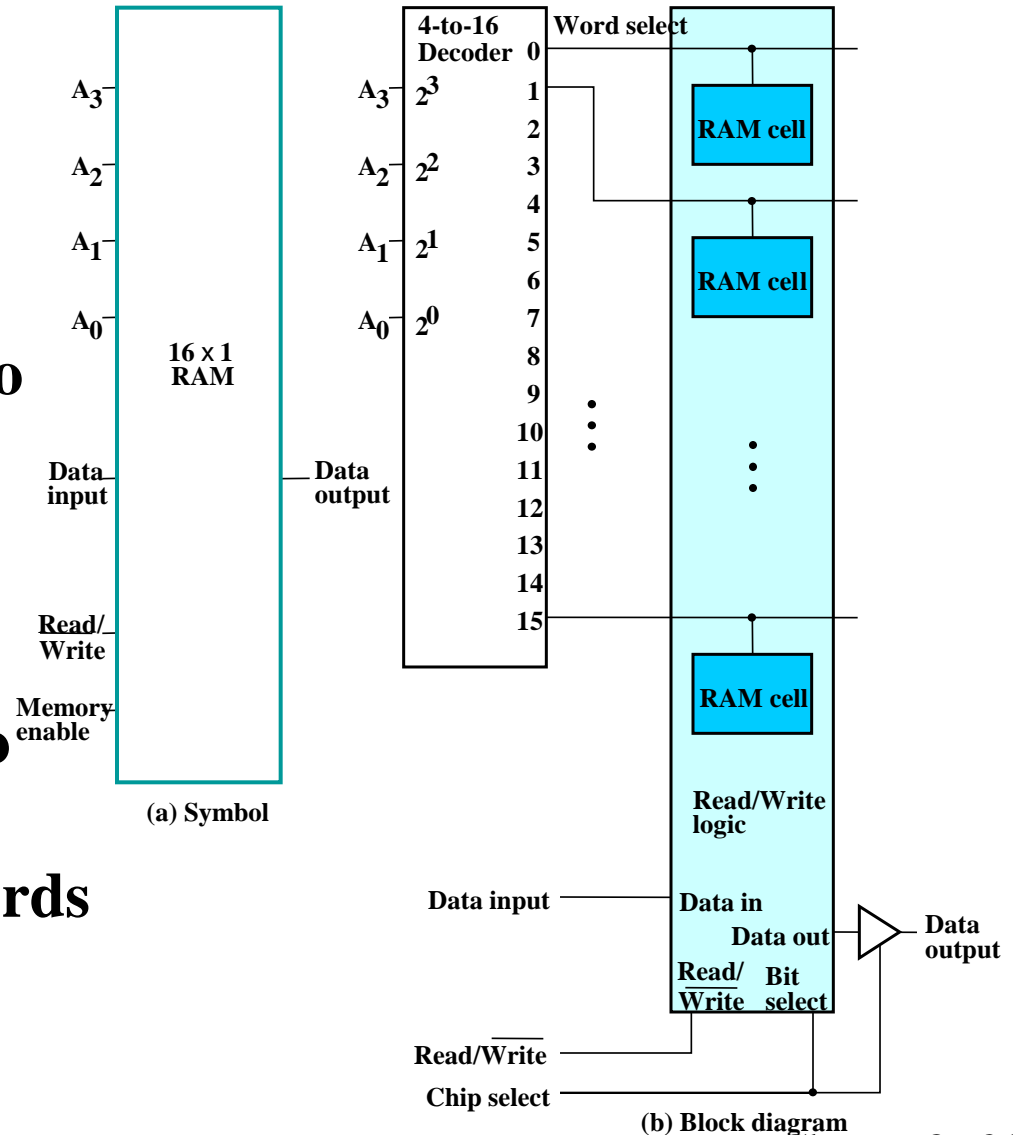 A3
A2
A1
A0
16 x 1
RAM
Data
input
Data
output
Read/
Write
Memory
enable
(a) Symbol
rds
4-to-16
Decoder
A3 2^3
A2 2^2
A1 2^1
A0 2^0
0
1
2
3
4
5
6
7
8
9
10
11
12
13
14
15
Word select
RAM cell
RAM cell
RAM cell
Read/Write
logic
Data input
Data in
Data out
Data
output
Read/
Write
Bit
select
Read/Write
Chip select
(b) Block diagram